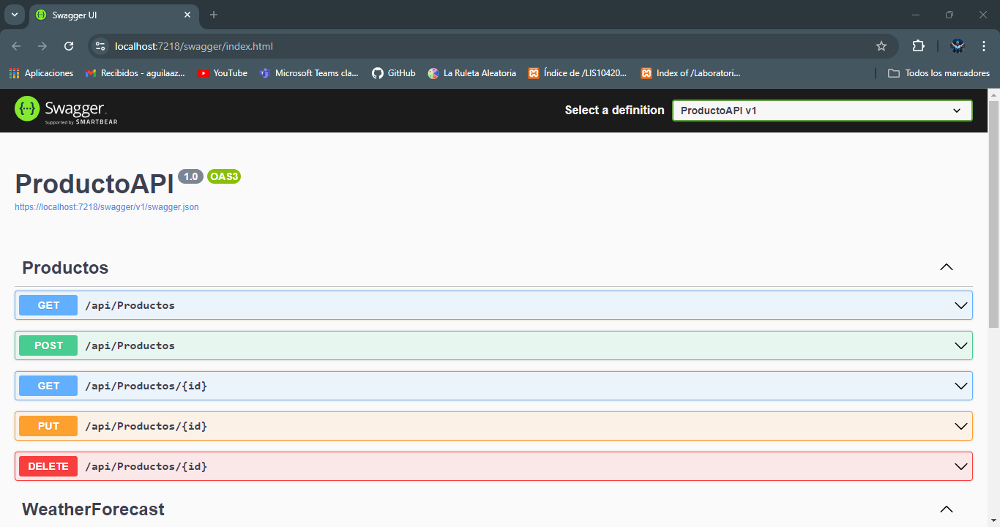 Swagger UI
localhost:7218/swagger/index.html
Aplicaciones
Recibidos - aguilaaz...
YouTube
Microsoft Teams cla...
GitHub
La Ruleta Aleatoria
Índice de /LIS10420...
Index of /Laboratori...
Todos los marcadores
Swagger.
Supported by SMARTBEAR
Select a definition
ProductoAPI v1
ProductoAPI 1.0 OAS3
https://localhost:7218/swagger/v1/swagger.json
Productos
GET /api/Productos
POST /api/Productos
GET /api/Productos/{id}
PUT /api/Productos/{id}
DELETE /api/Productos/{id}
WeatherForecast